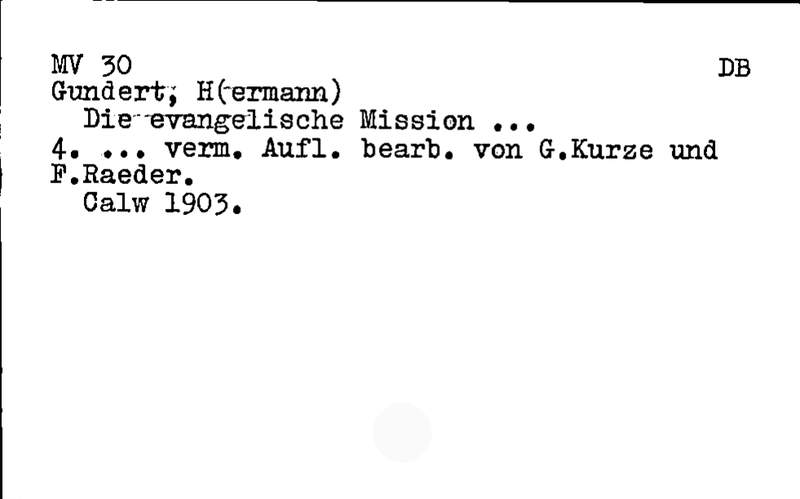 MV 30 DB
Gundert, H(ermann)
Die evangelische Mission ...
4. ... verm. Aufl. bearb. von G.Kurze und
F.Raeder.
Calw 1903.